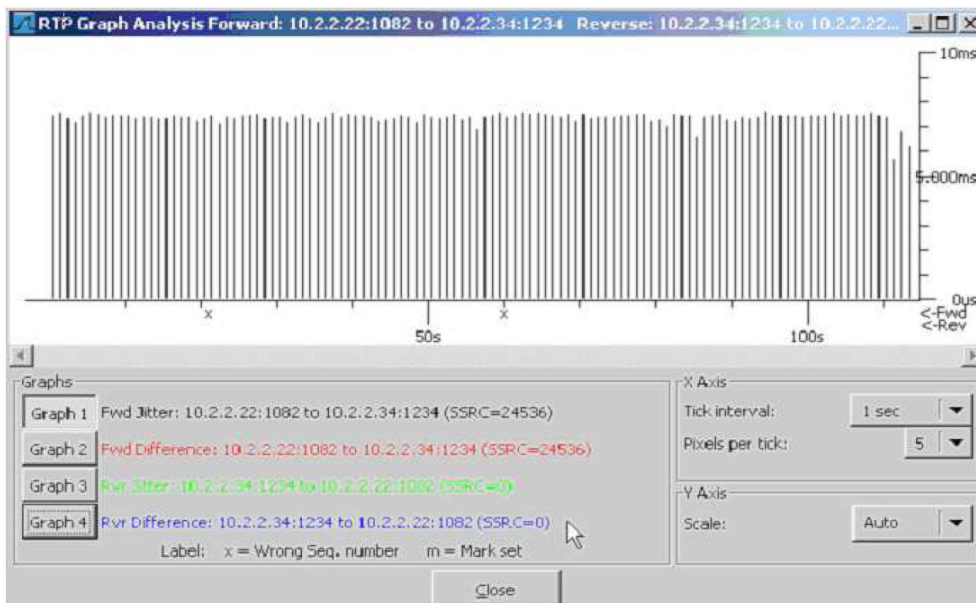 RTP Graph Analysis Forward: 10.2.2.22:1082 to 10.2.2.34:1234 Reverse: 10.2.2.34:1234 to 10.2.2.22...
10ms
5.000ms
0us
<-Fwd
<-Rev
x
x
50s
100s
Graphs
Graph 1 Fwd Jitter: 10.2.2.22:1082 to 10.2.2.34:1234 (SSRC=24536)
Graph 2 Fwd Difference: 10.2.2.22:1082 to 10.2.2.34:1234 (SSRC=24536)
Graph 3 Rvr Jitter: 10.2.2.34:1234 to 10.2.2.22:1082 (SSRC=0)
Graph 4 Rvr Difference: 10.2.2.34:1234 to 10.2.2.22:1082 (SSRC=0)
Label: x = Wrong Seq. number m = Mark set
X Axis
Tick interval: 1 sec
Pixels per tick: 5
Y Axis
Scale: Auto
Close